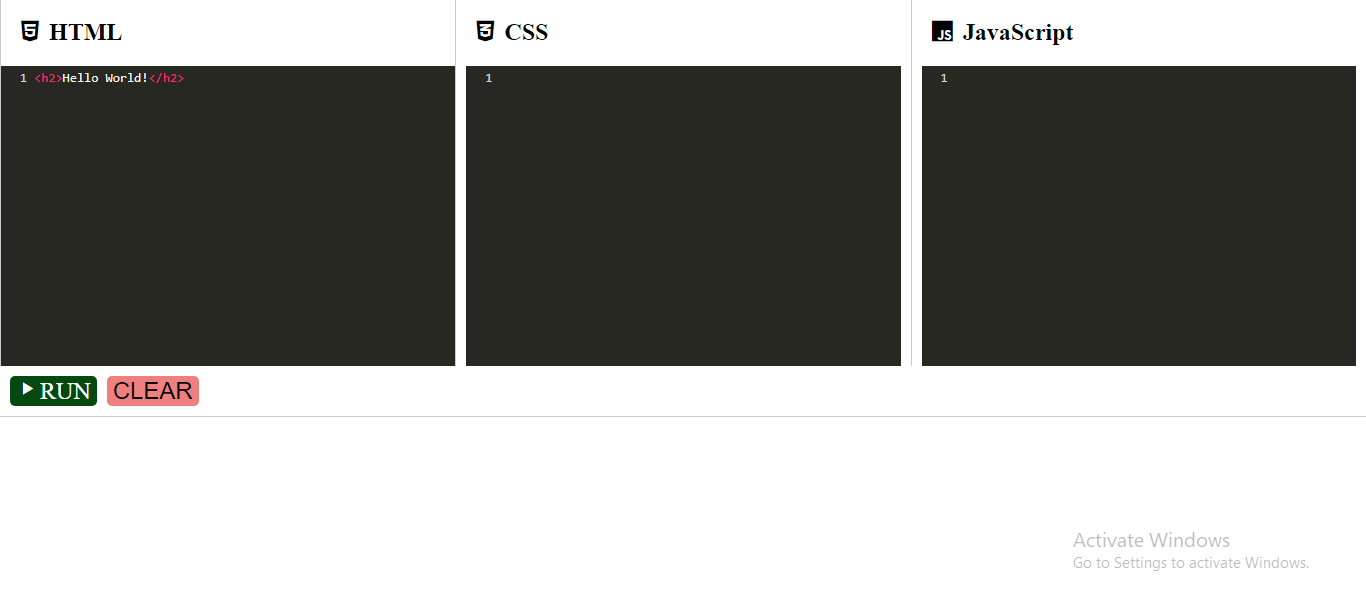 HTML
CSS
JS JavaScript
1 <h2>Hello World!</h2>
1
1
RUN
CLEAR
Activate Windows
Go to Settings to activate Windows.